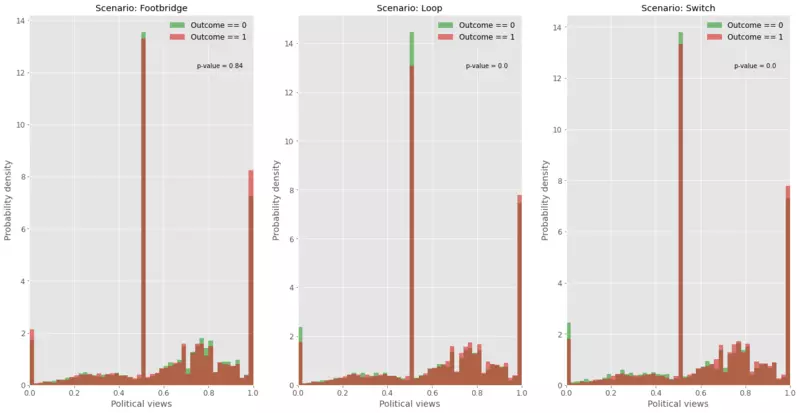 Scenario: Footbridge
Outcome == 0
Outcome == 1
p-value = 0.84
Probability density
14
12
10
8
6
4
2
0
0.0 0.2 0.4 0.6 0.8 1.0
Political views
Scenario: Loop
Outcome == 0
Outcome == 1
p-value = 0.0
Probability density
14
12
10
8
6
4
2
0
0.0 0.2 0.4 0.6 0.8 1.0
Political views
Scenario: Switch
Outcome == 0
Outcome == 1
p-value = 0.0
Probability density
14
12
10
8
6
4
2
0
0.0 0.2 0.4 0.6 0.8 1.0
Political views